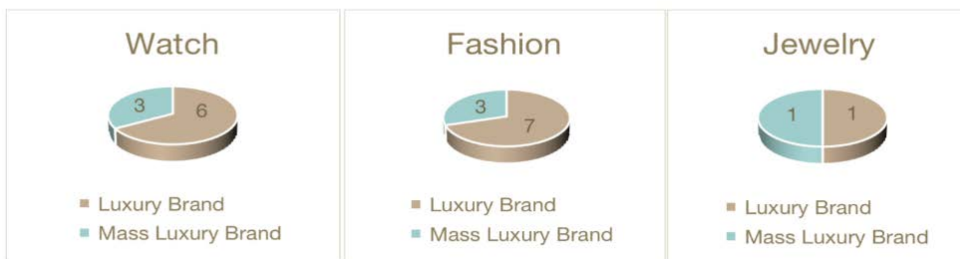 Watch
3
6
Luxury Brand
Mass Luxury Brand
Fashion
3
7
Luxury Brand
Mass Luxury Brand
Jewelry
1
1
Luxury Brand
Mass Luxury Brand